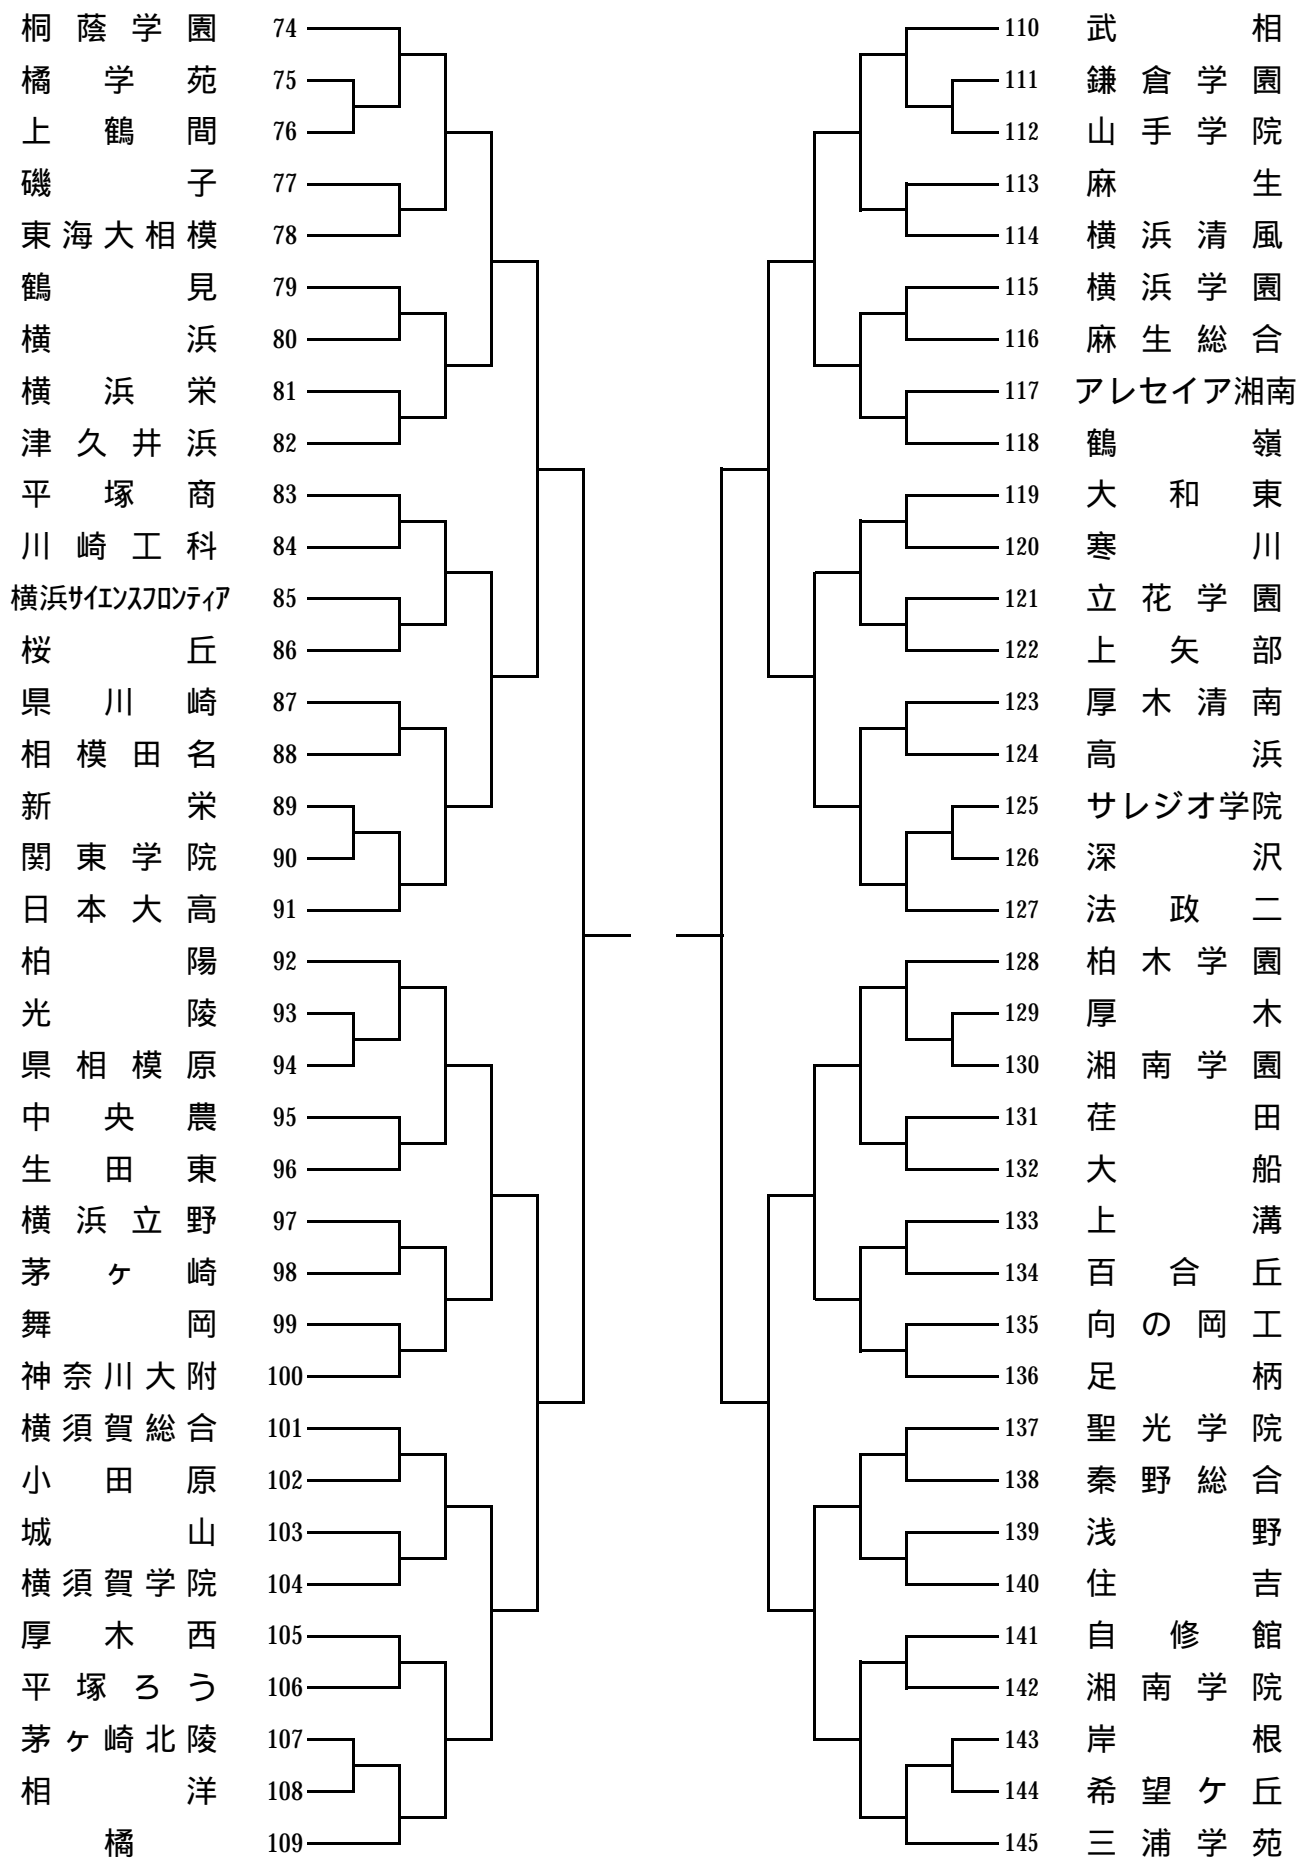 桐蔭学園 74
橘学苑 75
上鶴間 76
磯子 77
東海大相模 78
鶴見 79
横浜 80
横浜栄 81
津久井浜 82
平塚商 83
川崎工科 84
横浜ｻｲｴﾝｽﾌﾛﾝﾃｨｱ 85
桜丘 86
県川崎 87
相模田名 88
新栄 89
関東学院 90
日本大高 91
柏陽 92
光陵 93
県相模原 94
中央農 95
生田東 96
横浜立野 97
茅ヶ崎 98
舞岡 99
神奈川大附 100
横須賀総合 101
小田原 102
城山 103
横須賀学院 104
厚木西 105
平塚ろう 106
茅ヶ崎北陵 107
相洋 108
橘 109
110 武相
111 鎌倉学園
112 山手学院
113 麻生
114 横浜清風
115 横浜学園
116 麻生総合
117 アレセイア湘南
118 鶴嶺
119 大和東
120 寒川
121 立花学園
122 上矢部
123 厚木清南
124 高浜
125 サレジオ学院
126 深沢
127 法政二
128 柏木学園
129 厚木
130 湘南学園
131 荏田
132 大船
133 上溝
134 百合丘
135 向の岡工
136 足柄
137 聖光学院
138 秦野総合
139 浅野
140 住吉
141 自修館
142 湘南学院
143 岸根
144 希望ケ丘
145 三浦学苑